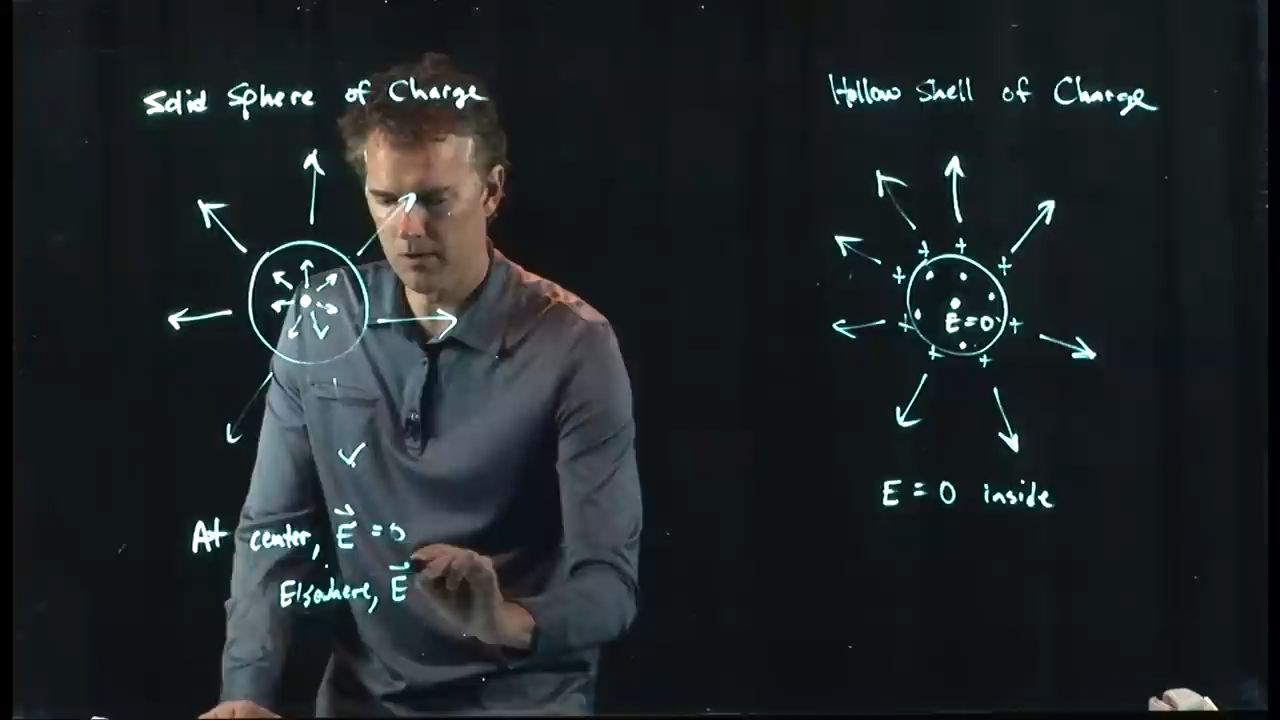 Solid Sphere of Charge
At center, E⃗ = 0
Elsewhere, E⃗
Hollow Shell of Charge
+ + + + + + + + +
E = 0
E = 0 inside